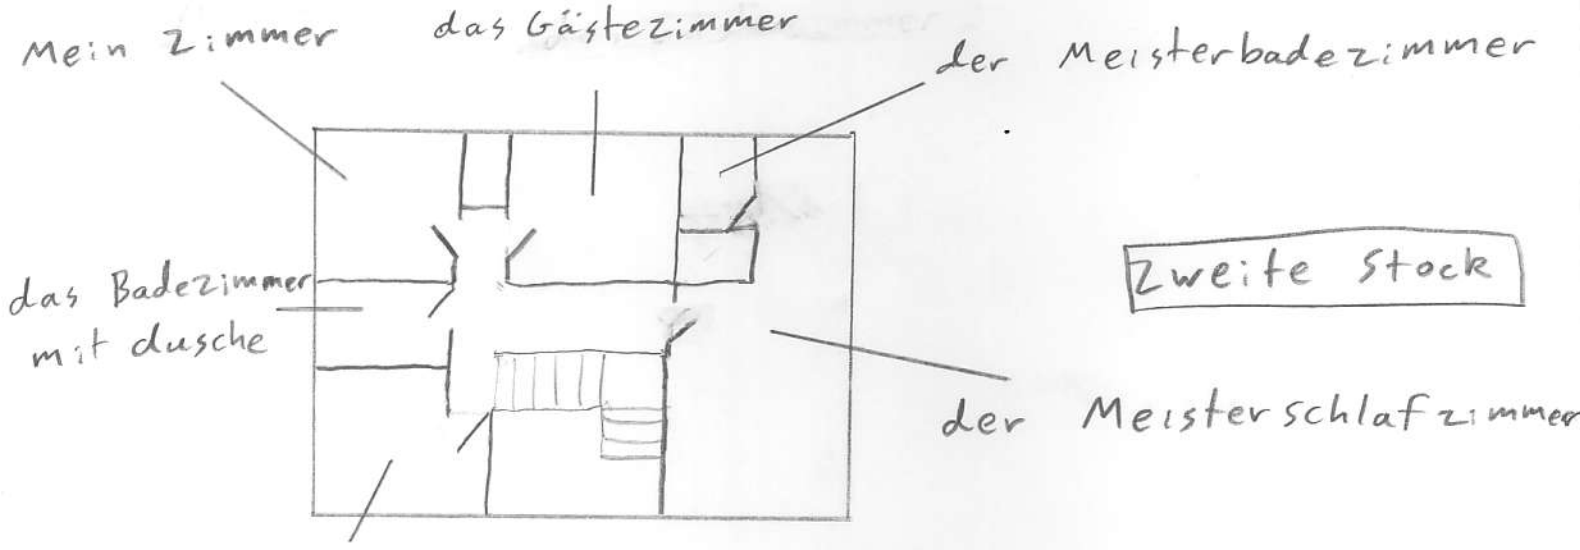 Mein Zimmer
das Gästezimmer
der Meisterbadezimmer
das Badezimmer
mit dusche
Zweite Stock
der Meisterschlafzimmer